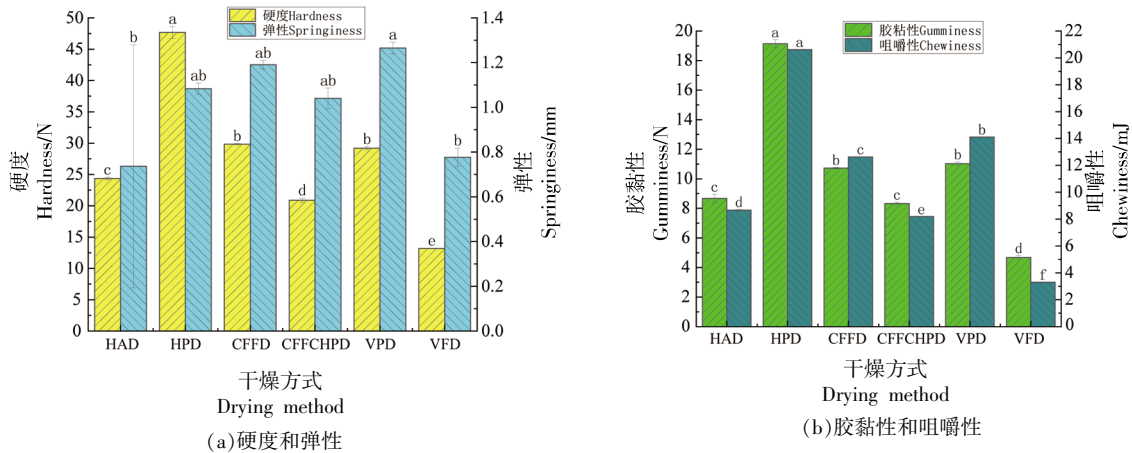 硬度Hardness
弹性Springiness
50
45
40
35
30
25
20
15
10
5
0
硬度
Hardness/N
1.4
1.2
1.0
0.8
0.6
0.4
0.2
0.0
弹性
Springiness/mm
c
b
a
ab
b
ab
d
ab
b
a
e
b
HAD HPD CFFD CFFCHPD VPD VFD
干燥方式
Drying method
(a)硬度和弹性
胶粘性Gumminess
咀嚼性Chewiness
20
18
16
14
12
10
8
6
4
2
0
胶黏性
Gumminess/N
22
20
18
16
14
12
10
8
6
4
2
0
咀嚼性
Chewiness/mJ
c
d
a
a
c
c
c
e
b
b
d
f
HAD HPD CFFD CFFCHPD VPD VFD
干燥方式
Drying method
(b)胶黏性和咀嚼性